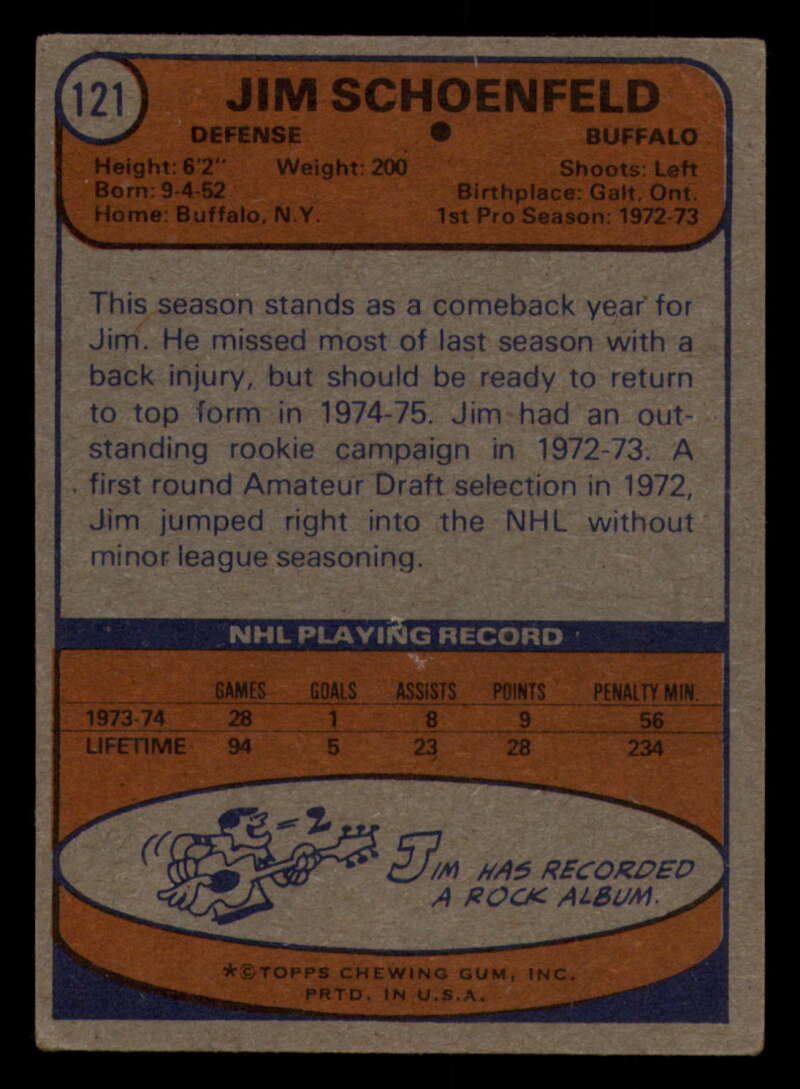 121
JIM SCHOENFELD
DEFENSE ● BUFFALO
Height: 6'2" Weight: 200 Shoots: Left
Born: 9-4-52 Birthplace: Galt, Ont.
Home: Buffalo, N.Y. 1st Pro Season: 1972-73
This season stands as a comeback year for
Jim. He missed most of last season with a
back injury, but should be ready to return
to top form in 1974-75. Jim had an out-
standing rookie campaign in 1972-73. A
first round Amateur Draft selection in 1972,
Jim jumped right into the NHL without
minor league seasoning.
NHL PLAYING RECORD
GAMES GOALS ASSISTS POINTS PENALTY MIN.
1973-74 28 1 8 9 56
LIFETIME 94 5 23 28 234
JIM HAS RECORDED
A ROCK ALBUM.
*©TOPPS CHEWING GUM, INC.
PRTD. IN U.S.A.